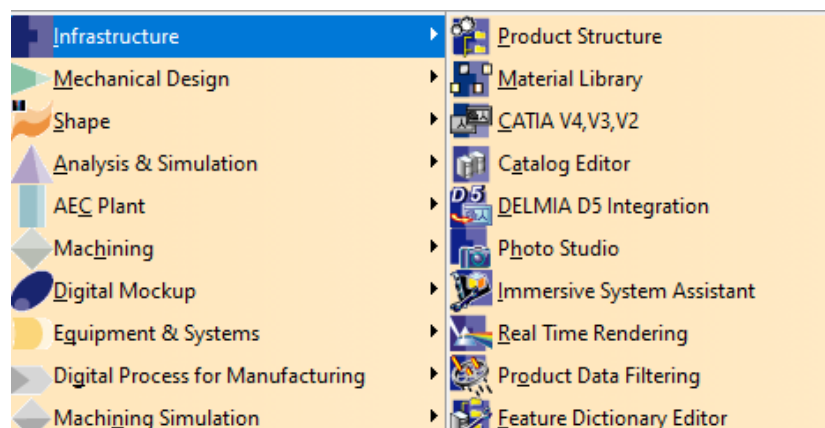 Infrastructure
Mechanical Design
Shape
Analysis & Simulation
AEC Plant
Machining
Digital Mockup
Equipment & Systems
Digital Process for Manufacturing
Machining Simulation
Product Structure
Material Library
CATIA V4,V3,V2
Catalog Editor
D5
DELMIA D5 Integration
Photo Studio
Immersive System Assistant
Real Time Rendering
Product Data Filtering
Feature Dictionary Editor